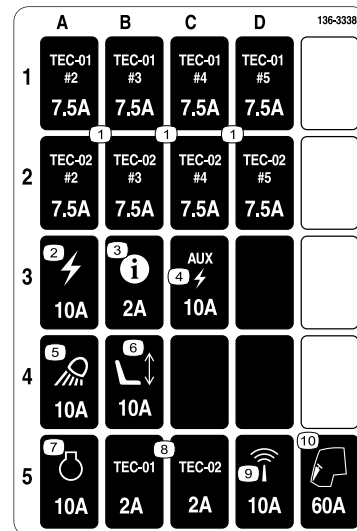 A B C D 136-3338
1
TEC-01 TEC-01 TEC-01 TEC-01
#2 #3 #4 #5
7.5A 7.5A 7.5A 7.5A
1 1 1
2
TEC-02 TEC-02 TEC-02 TEC-02
#2 #3 #4 #5
7.5A 7.5A 7.5A 7.5A
3
2 3 i 4 AUX
10A 2A 10A
4
5 6
10A 10A
5
7 8 9 10
TEC-01 TEC-02
10A 2A 2A 10A 60A